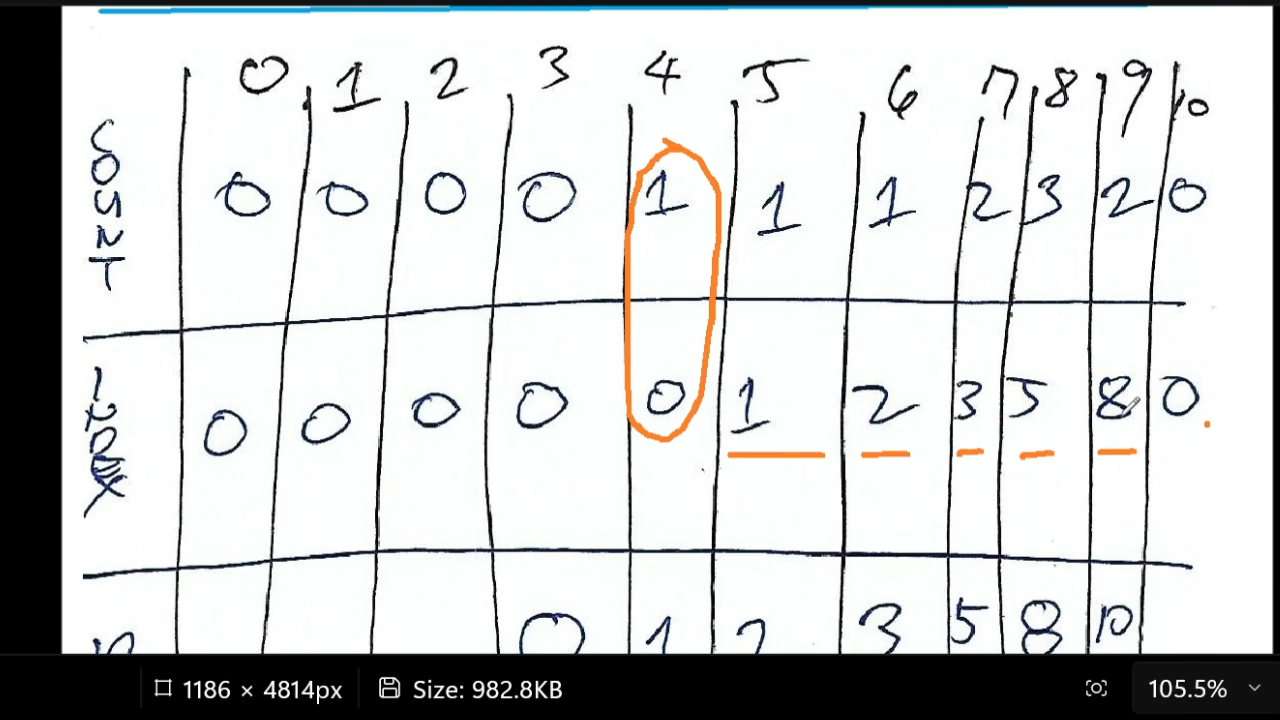 0 1 2 3 4 5 6 7 8 9 10
COUNT 0 0 0 0 1 1 1 2 3 2 0
0 0 0 0 0 1 2 3 5 8 0
0 1 2 3 5 8 10
1186 × 4814px Size: 982.8KB 105.5%